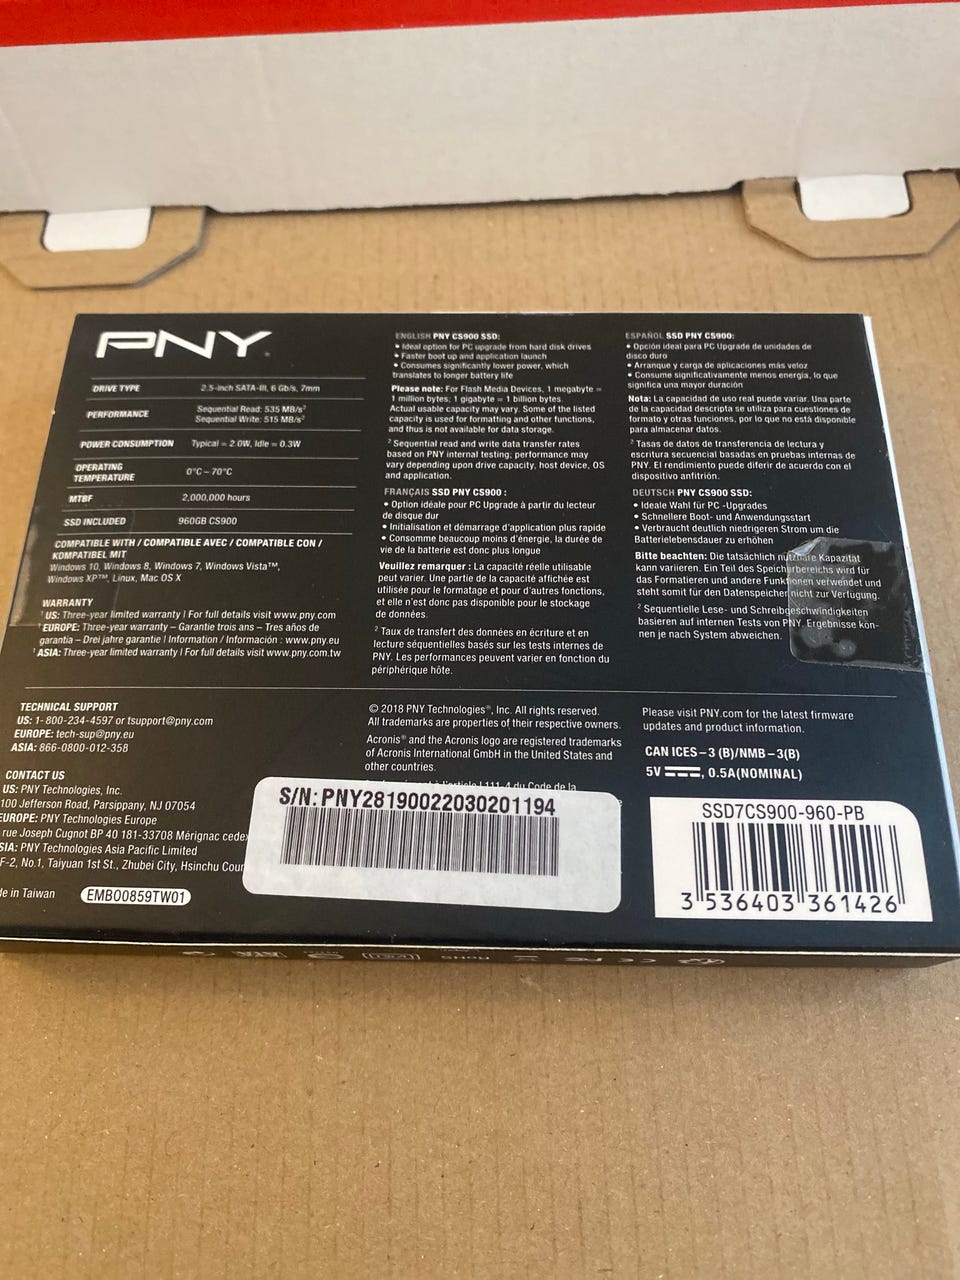 PNY
DRIVE TYPE 2.5-inch SATA-III, 6 Gb/s, 7mm
PERFORMANCE Sequential Read: 535 MB/s²
Sequential Write: 515 MB/s²
POWER CONSUMPTION Typical = 2.0W, Idle = 0.3W
OPERATING
TEMPERATURE 0°C – 70°C
MTBF 2,000,000 hours
SSD INCLUDED 960GB CS900
COMPATIBLE WITH / COMPATIBLE AVEC / COMPATIBLE CON /
KOMPATIBEL MIT
Windows 10, Windows 8, Windows 7, Windows Vista™,
Windows XP™, Linux, Mac OS X
WARRANTY
¹ US: Three-year limited warranty | For full details visit www.pny.com
¹ EUROPE: Three-year warranty – Garantie trois ans – Tres años de
garantia – Drei jahre garantie | Information / Información : www.pny.eu
¹ ASIA: Three-year limited warranty | For full details visit www.pny.com.tw
ENGLISH PNY CS900 SSD:
• Ideal option for PC upgrade from hard disk drives
• Faster boot up and application launch
• Consumes significantly lower power, which
translates to longer battery life
Please note: For Flash Media Devices, 1 megabyte =
1 million bytes; 1 gigabyte = 1 billion bytes.
Actual usable capacity may vary. Some of the listed
capacity is used for formatting and other functions,
and thus is not available for data storage.
² Sequential read and write data transfer rates
based on PNY internal testing; performance may
vary depending upon drive capacity, host device, OS
and application.
FRANÇAIS SSD PNY CS900 :
• Option idéale pour PC Upgrade à partir du lecteur
de disque dur
• Initialisation et démarrage d'application plus rapide
• Consomme beaucoup moins d'énergie, la durée de
vie de la batterie est donc plus longue
Veuillez remarquer : La capacité réelle utilisable
peut varier. Une partie de la capacité affichée est
utilisée pour le formatage et pour d'autres fonctions,
et elle n'est donc pas disponible pour le stockage
de données.
² Taux de transfert des données en écriture et en
lecture séquentielles basés sur les tests internes de
PNY. Les performances peuvent varier en fonction du
périphérique hôte.
ESPAÑOL SSD PNY CS900:
• Opción ideal para PC Upgrade de unidades de
disco duro
• Arranque y carga de aplicaciones más veloz
• Consume significativamente menos energía, lo que
significa una mayor duración
Nota: La capacidad de uso real puede variar. Una parte
de la capacidad descripta se utiliza para cuestiones de
formato y otras funciones, por lo que no está disponible
para almacenar datos.
² Tasas de datos de transferencia de lectura y
escritura secuencial basadas en pruebas internas de
PNY. El rendimiento puede diferir de acuerdo con el
dispositivo anfitrión.
DEUTSCH PNY CS900 SSD:
• Ideale Wahl für PC -Upgrades
• Schnellere Boot- und Anwendungsstart
• Verbraucht deutlich niedrigeren Strom um die
Batterielebensdauer zu erhöhen
Bitte beachten: Die tatsächlich nutzbare Kapazität
kann variieren. Ein Teil des Speicherbereichs wird für
das Formatieren und andere Funktionen verwendet und
steht somit für den Datenspeicher nicht zur Verfügung.
² Sequentielle Lese- und Schreibgeschwindigkeiten
basieren auf internen Tests von PNY. Ergebnisse kön-
nen je nach System abweichen.
TECHNICAL SUPPORT
US: 1-800-234-4597 or tsupport@pny.com
EUROPE: tech-sup@pny.eu
ASIA: 866-0800-012-358
CONTACT US
US: PNY Technologies, Inc.
100 Jefferson Road, Parsippany, NJ 07054
EUROPE: PNY Technologies Europe
rue Joseph Cugnot BP 40 181-33708 Mérignac cedex
SIA: PNY Technologies Asia Pacific Limited
F-2, No.1, Taiyuan 1st St., Zhubei City, Hsinchu Coun
de in Taiwan EMB00859TW01
© 2018 PNY Technologies®, Inc. All rights reserved.
All trademarks are properties of their respective owners.
Acronis® and the Acronis logo are registered trademarks
of Acronis International GmbH in the United States and
other countries.
à l'article L111-4 du Code de la
S/N: PNY28190022030201194
Please visit PNY.com for the latest firmware
updates and product information.
CAN ICES–3 (B)/NMB–3(B)
5V , 0.5A(NOMINAL)
SSD7CS900-960-PB
3 536403 361426
RoHS